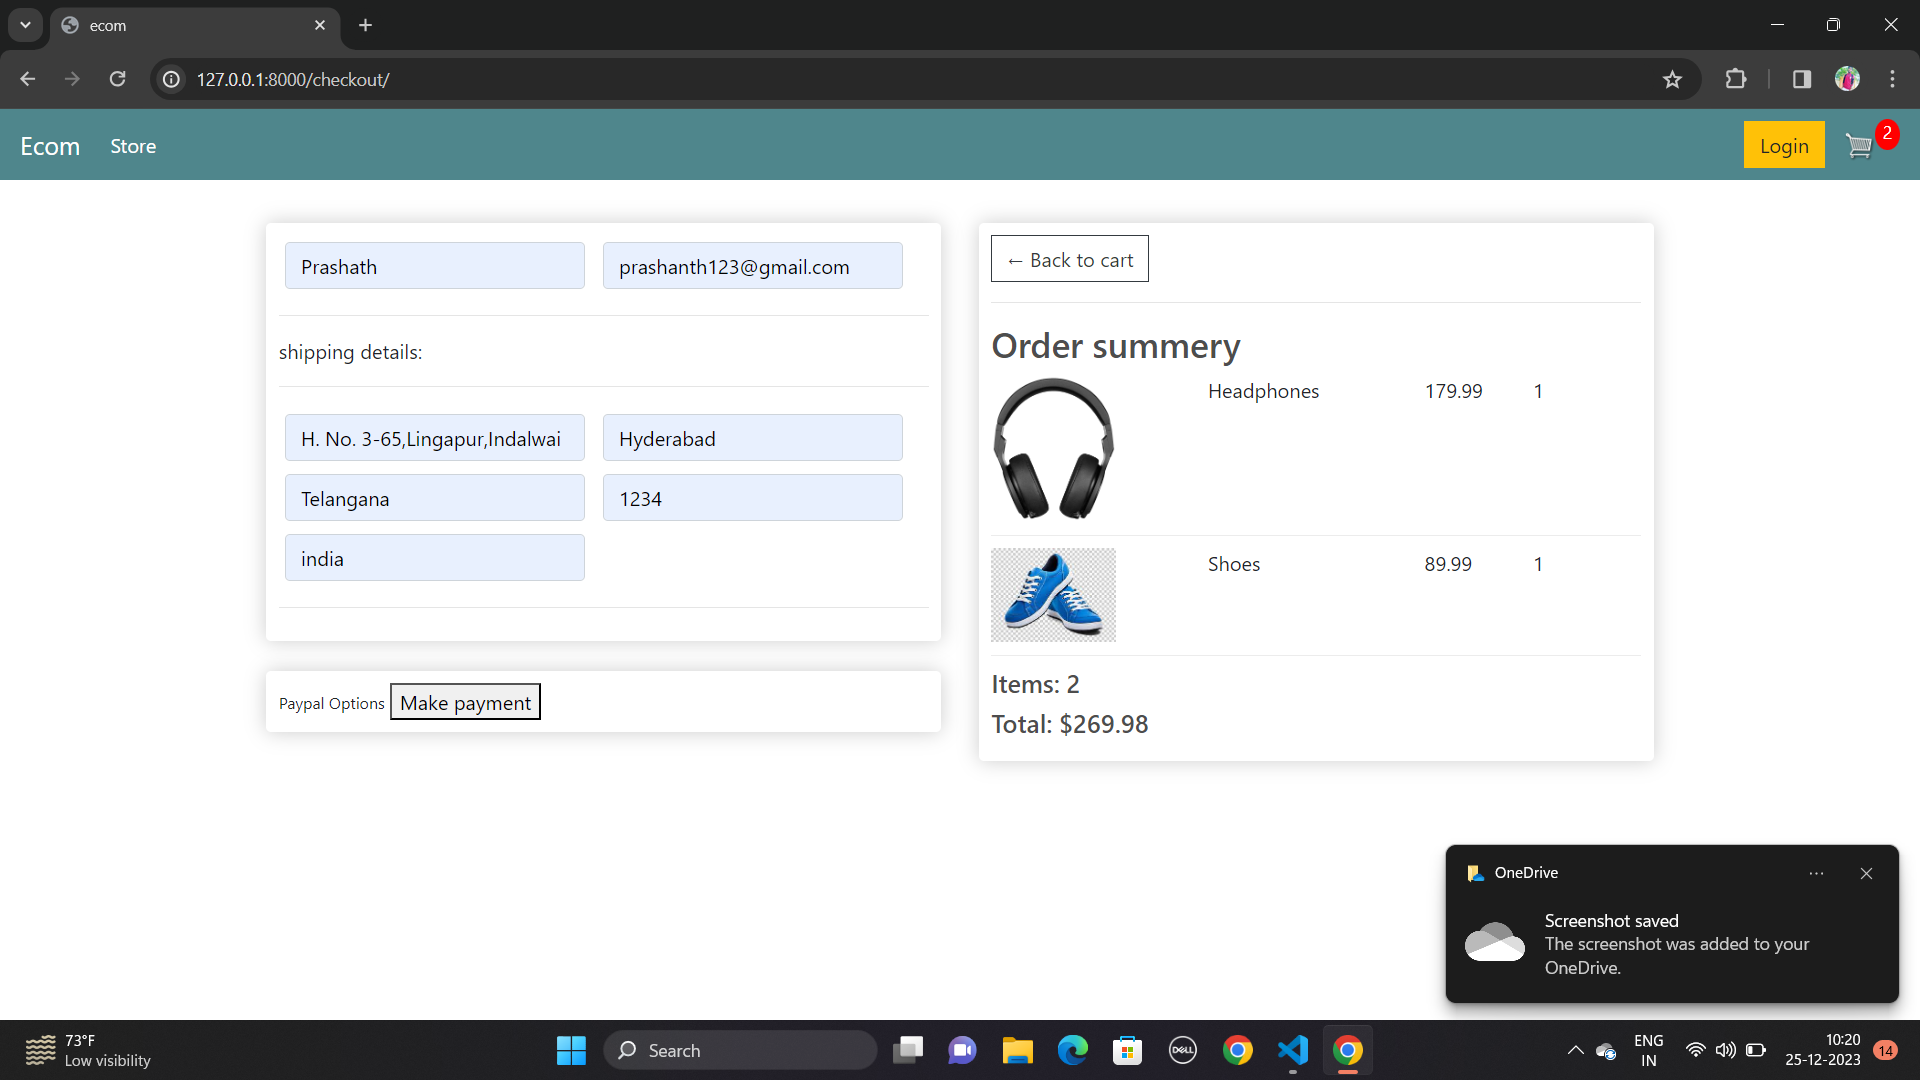 ecom
127.0.0.1:8000/checkout/
Ecom Store Login 2
Prashath prashanth123@gmail.com
shipping details:
H. No. 3-65,Lingapur,Indalwai Hyderabad
Telangana 1234
india
Paypal Options Make payment
← Back to cart
Order summery
Headphones 179.99 1
Shoes 89.99 1
Items: 2
Total: $269.98
OneDrive
Screenshot saved
The screenshot was added to your
OneDrive.
73°F
Low visibility
Search
DELL
ENG
IN
10:20
25-12-2023
14